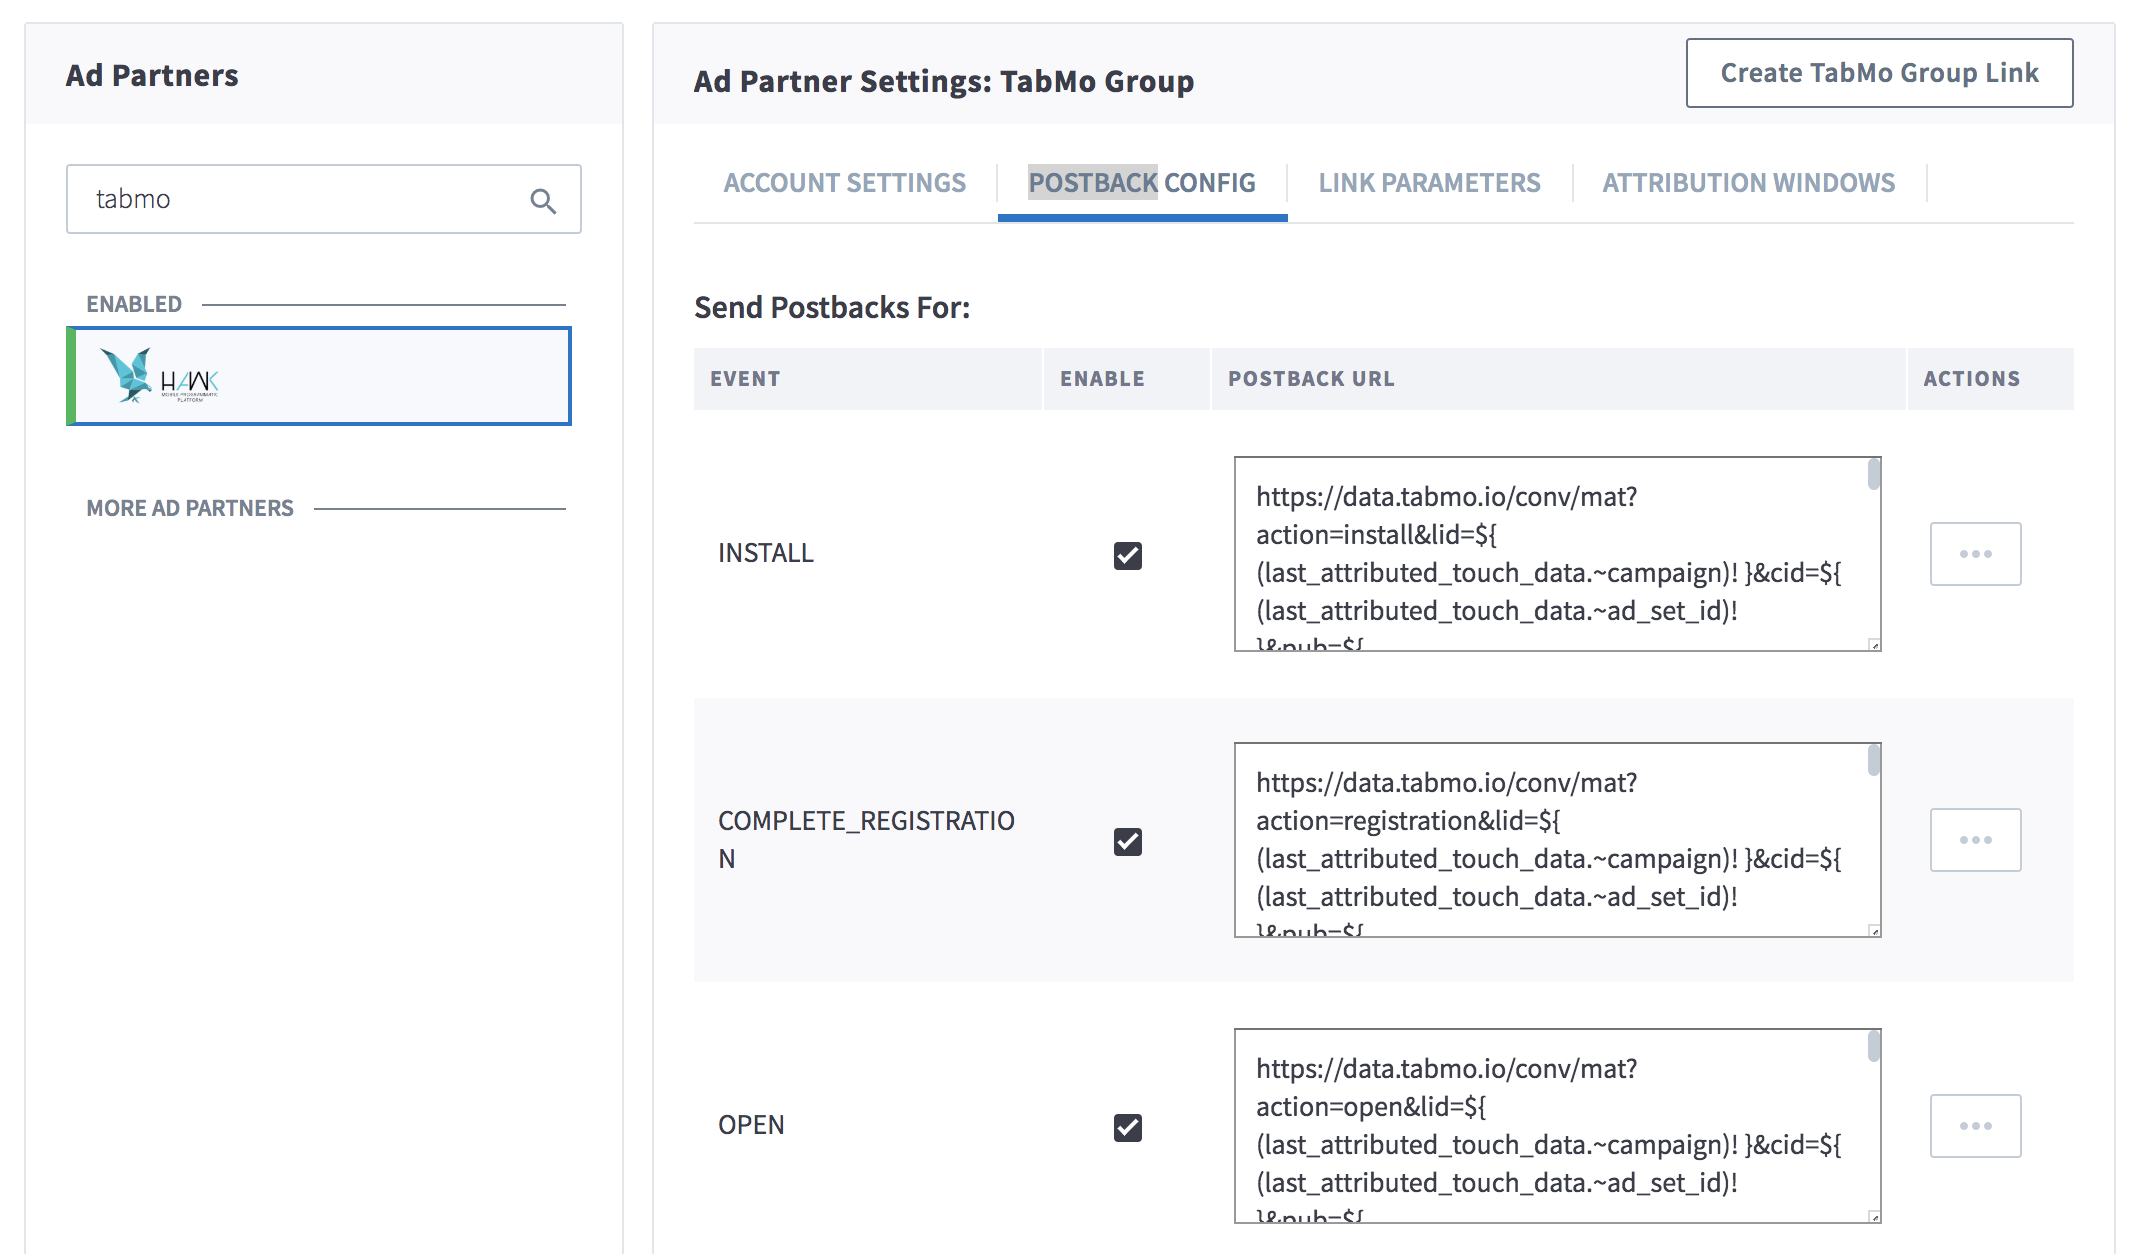 Ad Partners
tabmo
ENABLED
HAWK
MOBILE PROGRAMMATIC
PLATFORM
MORE AD PARTNERS
Ad Partner Settings: TabMo Group
Create TabMo Group Link
ACCOUNT SETTINGS
POSTBACK CONFIG
LINK PARAMETERS
ATTRIBUTION WINDOWS
Send Postbacks For:
EVENT
ENABLE
POSTBACK URL
ACTIONS
INSTALL
https://data.tabmo.io/conv/mat?
action=install&lid=${
(last_attributed_touch_data.~campaign)! }&cid=${
(last_attributed_touch_data.~ad_set_id)!
}&pub=${
COMPLETE_REGISTRATIO
N
https://data.tabmo.io/conv/mat?
action=registration&lid=${
(last_attributed_touch_data.~campaign)! }&cid=${
(last_attributed_touch_data.~ad_set_id)!
}&pub=${
OPEN
https://data.tabmo.io/conv/mat?
action=open&lid=${
(last_attributed_touch_data.~campaign)! }&cid=${
(last_attributed_touch_data.~ad_set_id)!
}&pub=${